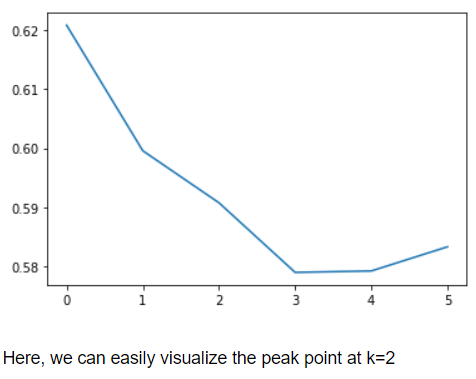 0.62
0.61
0.60
0.59
0.58
0 1 2 3 4 5
Here, we can easily visualize the peak point at k=2